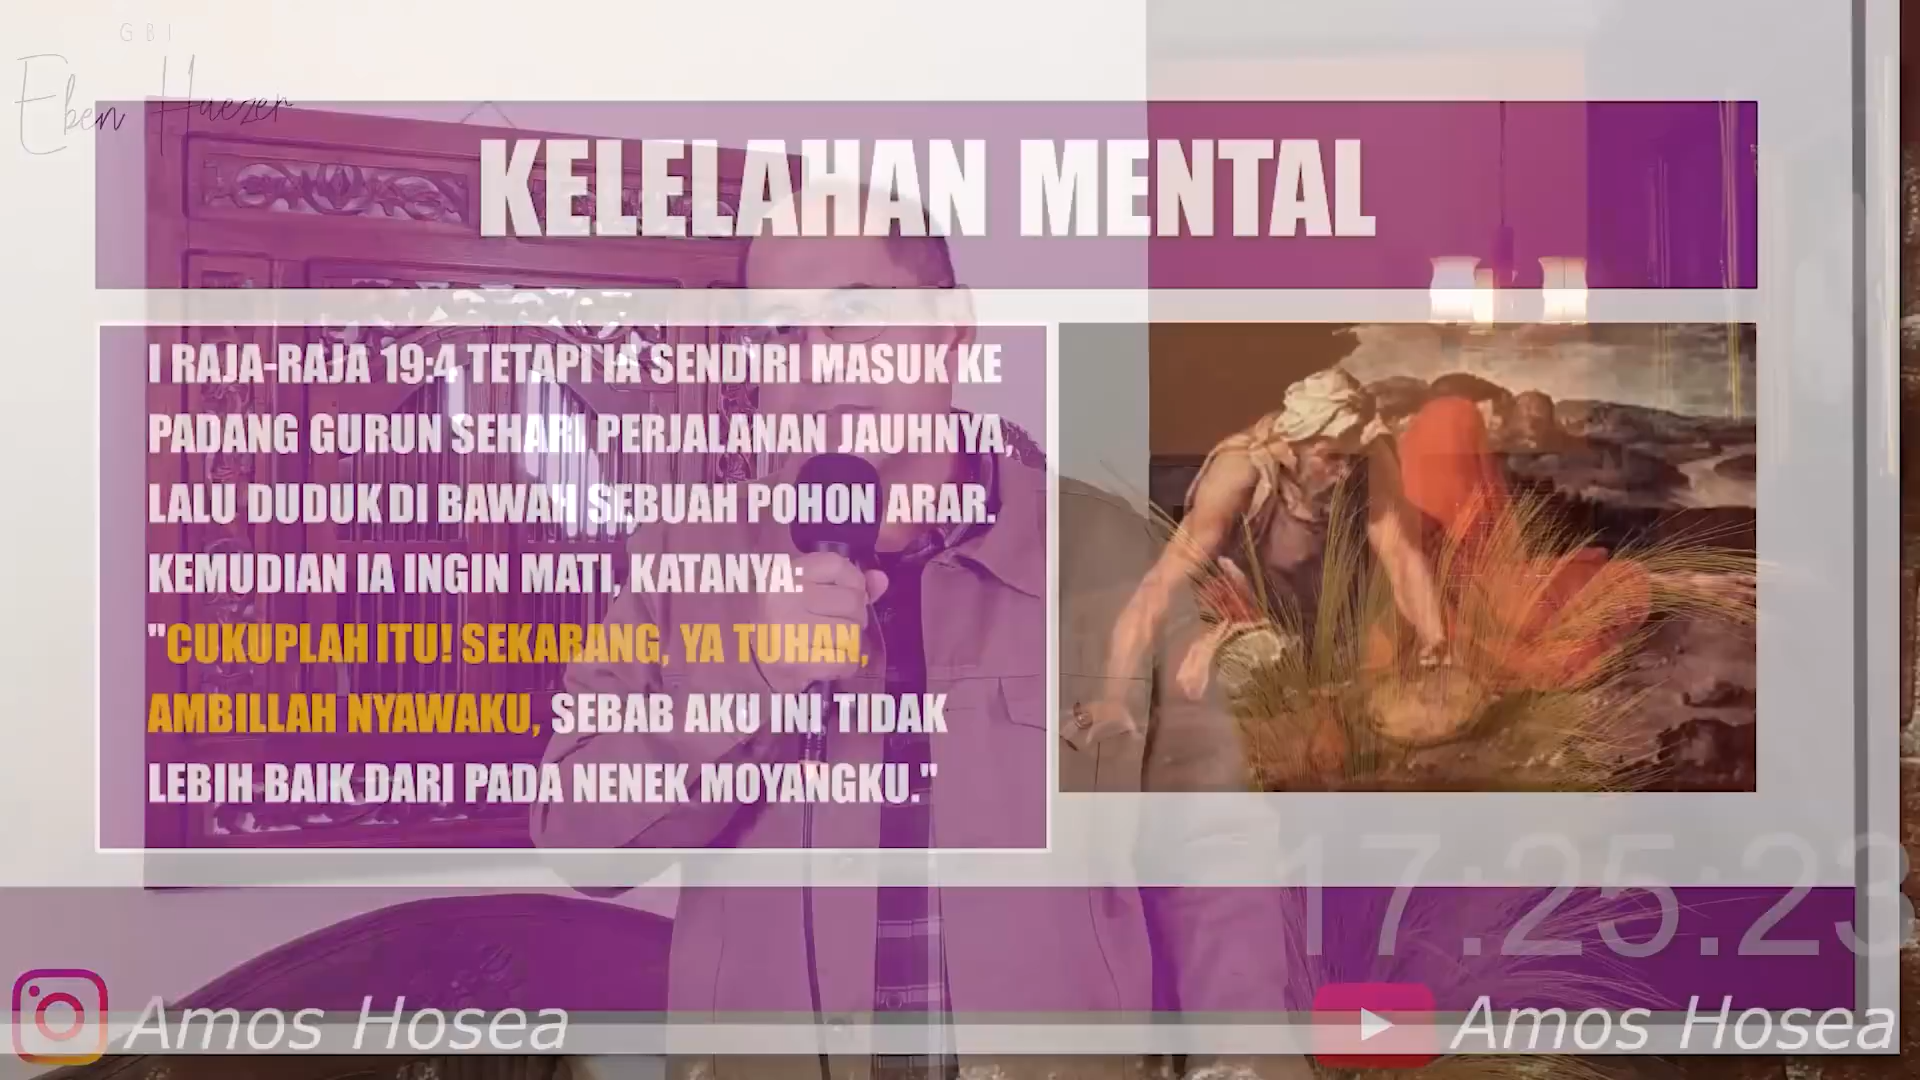 GBI
Eben Haezer
KELELAHAN MENTAL
I RAJA-RAJA 19:4 TETAPI IA SENDIRI MASUK KE
PADANG GURUN SEHARI PERJALANAN JAUHNYA,
LALU DUDUK DI BAWAH SEBUAH POHON ARAR.
KEMUDIAN IA INGIN MATI, KATANYA:
"CUKUPLAH ITU! SEKARANG, YA TUHAN,
AMBILLAH NYAWAKU, SEBAB AKU INI TIDAK
LEBIH BAIK DARI PADA NENEK MOYANGKU."
17:25:23
Amos Hosea
Amos Hosea